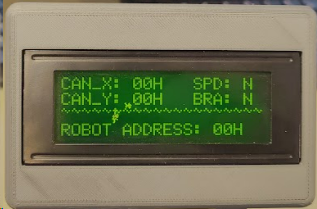 CAN_X: 00H SPD: N
CAN_Y: 00H BRA: N
ROBOT ADDRESS: 00H